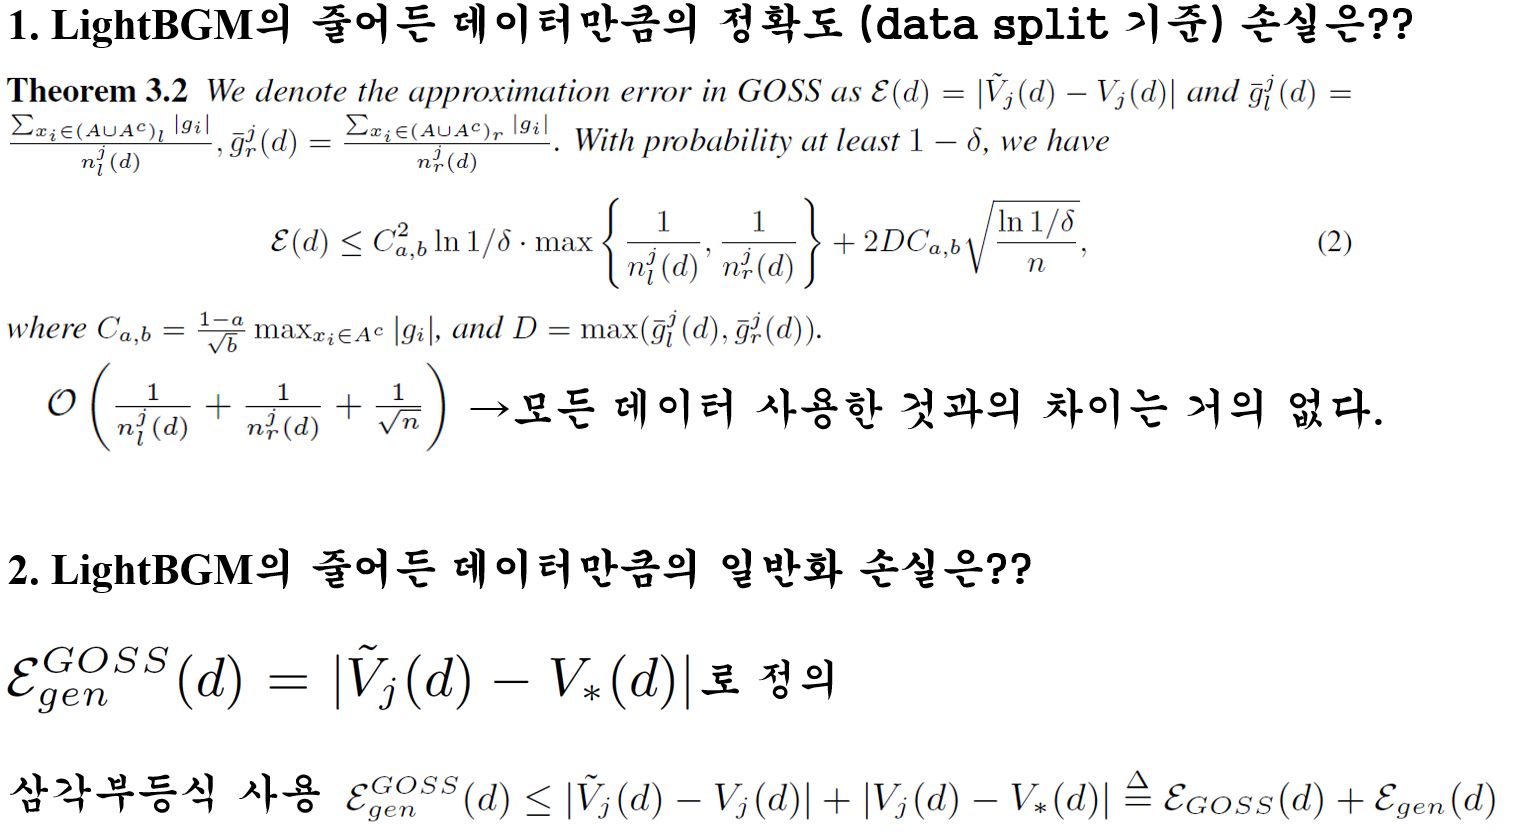 1. LightBGM의 줄어든 데이터만큼의 정확도 (data split 기준) 손실은??
Theorem 3.2 We denote the approximation error in GOSS as $\mathcal{E}(d) = |\tilde{V}_j(d) - V_j(d)|$ and $\bar{g}_l^j(d) =$
$\frac{\sum_{x_i \in (A \cup A^c)_l} |g_i|}{n_l^j(d)}, \bar{g}_r^j(d) = \frac{\sum_{x_i \in (A \cup A^c)_r} |g_i|}{n_r^j(d)}$. With probability at least $1 - \delta$, we have
$\mathcal{E}(d) \leq C_{a,b}^2 \ln 1/\delta \cdot \max \left\{ \frac{1}{n_l^j(d)}, \frac{1}{n_r^j(d)} \right\} + 2DC_{a,b} \sqrt{\frac{\ln 1/\delta}{n}},$ (2)
where $C_{a,b} = \frac{1-a}{\sqrt{b}} \max_{x_i \in A^c} |g_i|$, and $D = \max(\bar{g}_l^j(d), \bar{g}_r^j(d))$.
$\mathcal{O} \left( \frac{1}{n_l^j(d)} + \frac{1}{n_r^j(d)} + \frac{1}{\sqrt{n}} \right)$ →모든 데이터 사용한 것과의 차이는 거의 없다.
2. LightBGM의 줄어든 데이터만큼의 일반화 손실은??
$\mathcal{E}_{gen}^{GOSS}(d) = |\tilde{V}_j(d) - V_*(d)|$로 정의
삼각부등식 사용 $\mathcal{E}_{gen}^{GOSS}(d) \leq |\tilde{V}_j(d) - V_j(d)| + |V_j(d) - V_*(d)| \overset{\Delta}{=} \mathcal{E}_{GOSS}(d) + \mathcal{E}_{gen}(d)$